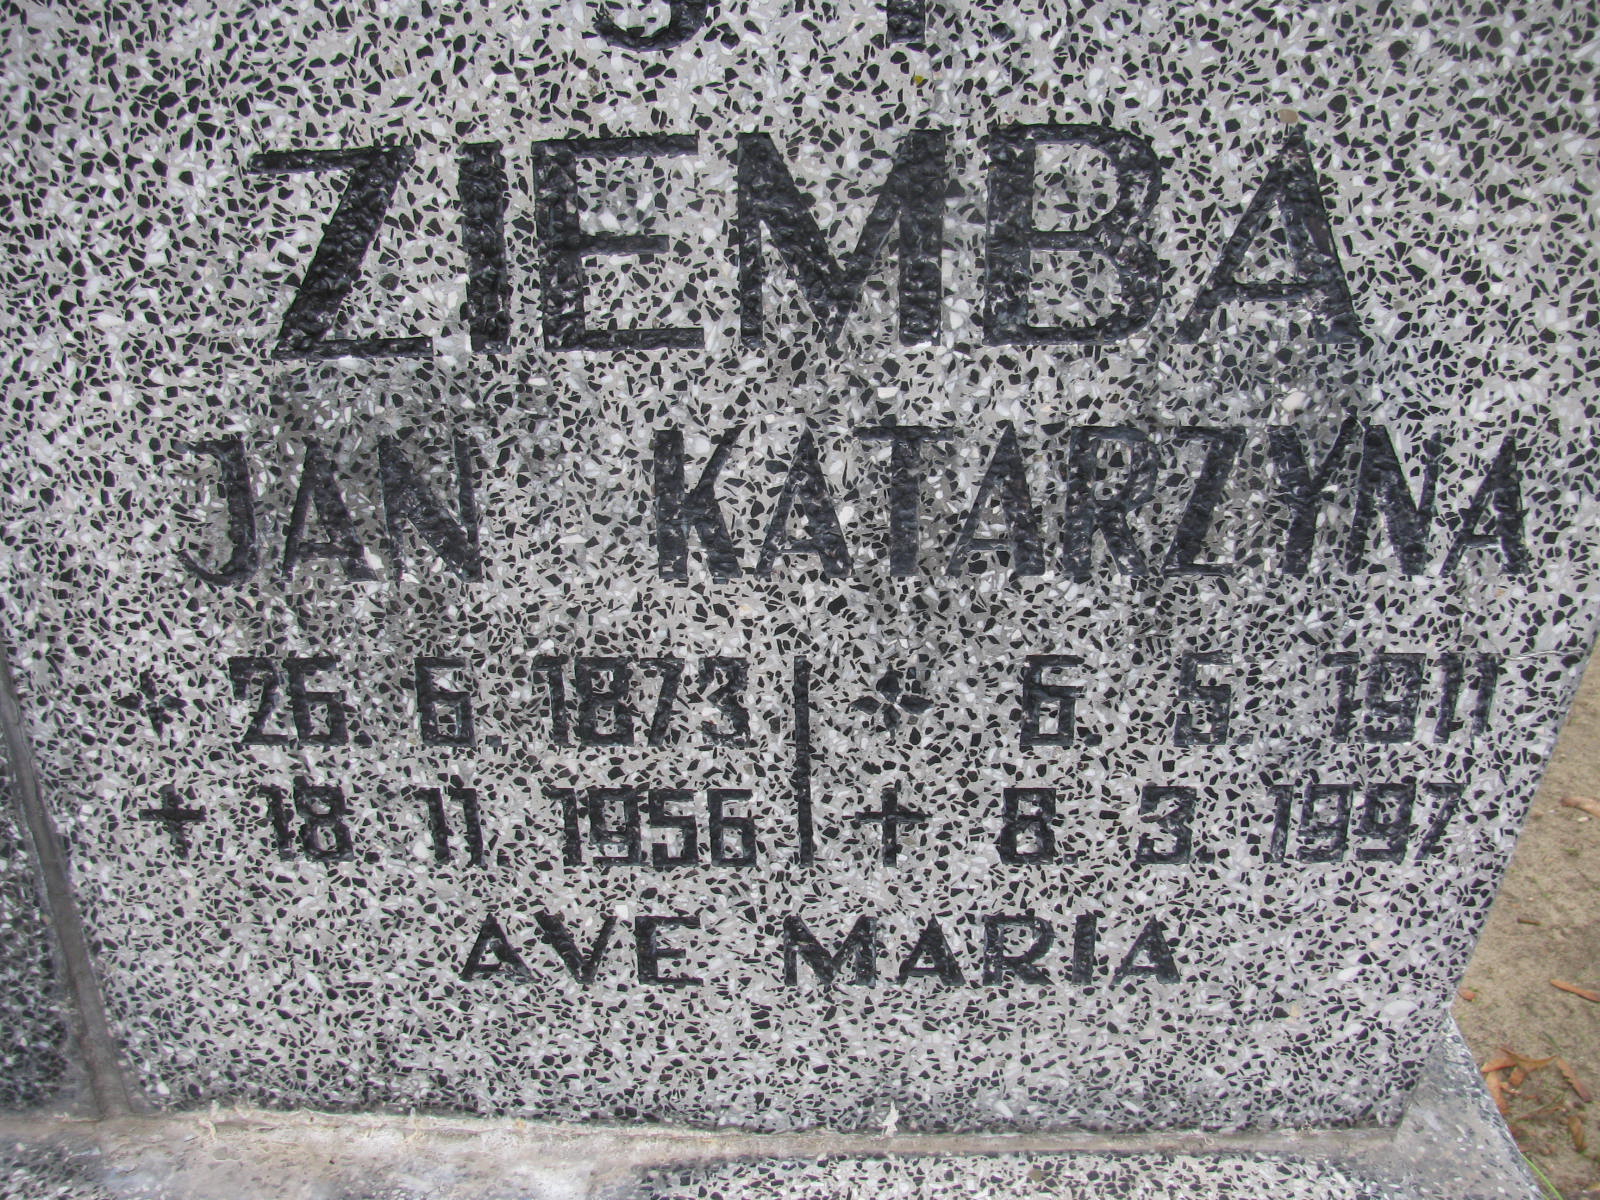 ZIEMBA
JAN KATARZYNA
26. 6. 1873 6. 5. 1911
18. 11. 1956 8. 3. 1997
AVE MARIA